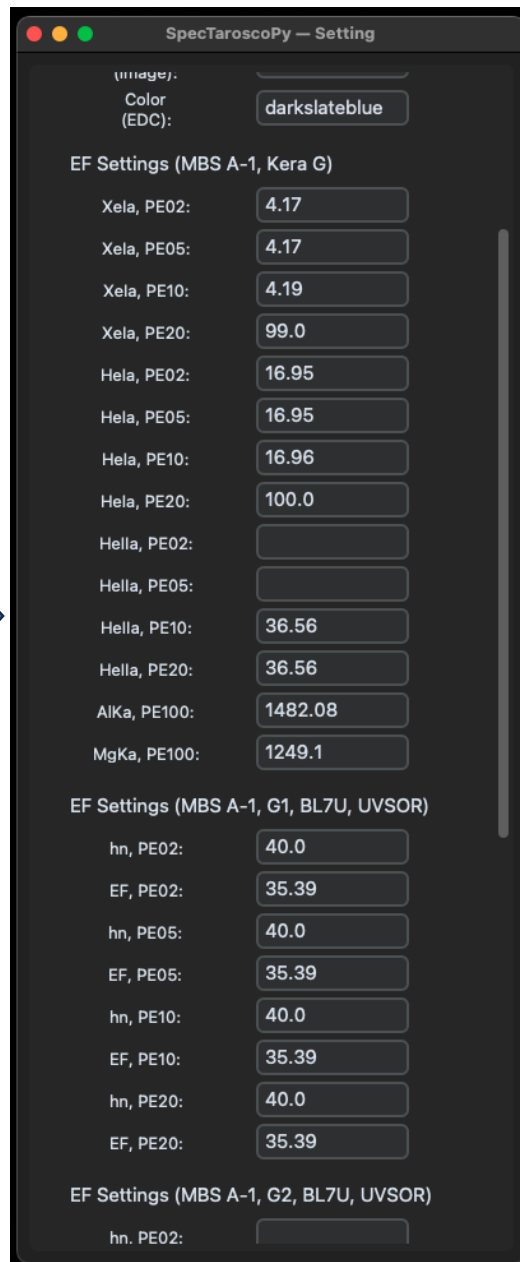 SpecTaroscoPy — Setting
(image):
Color
(EDC):
darkslateblue
EF Settings (MBS A-1, Kera G)
Xela, PE02: 4.17
Xela, PE05: 4.17
Xela, PE10: 4.19
Xela, PE20: 99.0
Hela, PE02: 16.95
Hela, PE05: 16.95
Hela, PE10: 16.96
Hela, PE20: 100.0
Hella, PE02:
Hella, PE05:
Hella, PE10: 36.56
Hella, PE20: 36.56
AlKa, PE100: 1482.08
MgKa, PE100: 1249.1
EF Settings (MBS A-1, G1, BL7U, UVSOR)
hn, PE02: 40.0
EF, PE02: 35.39
hn, PE05: 40.0
EF, PE05: 35.39
hn, PE10: 40.0
EF, PE10: 35.39
hn, PE20: 40.0
EF, PE20: 35.39
EF Settings (MBS A-1, G2, BL7U, UVSOR)
hn, PE02: